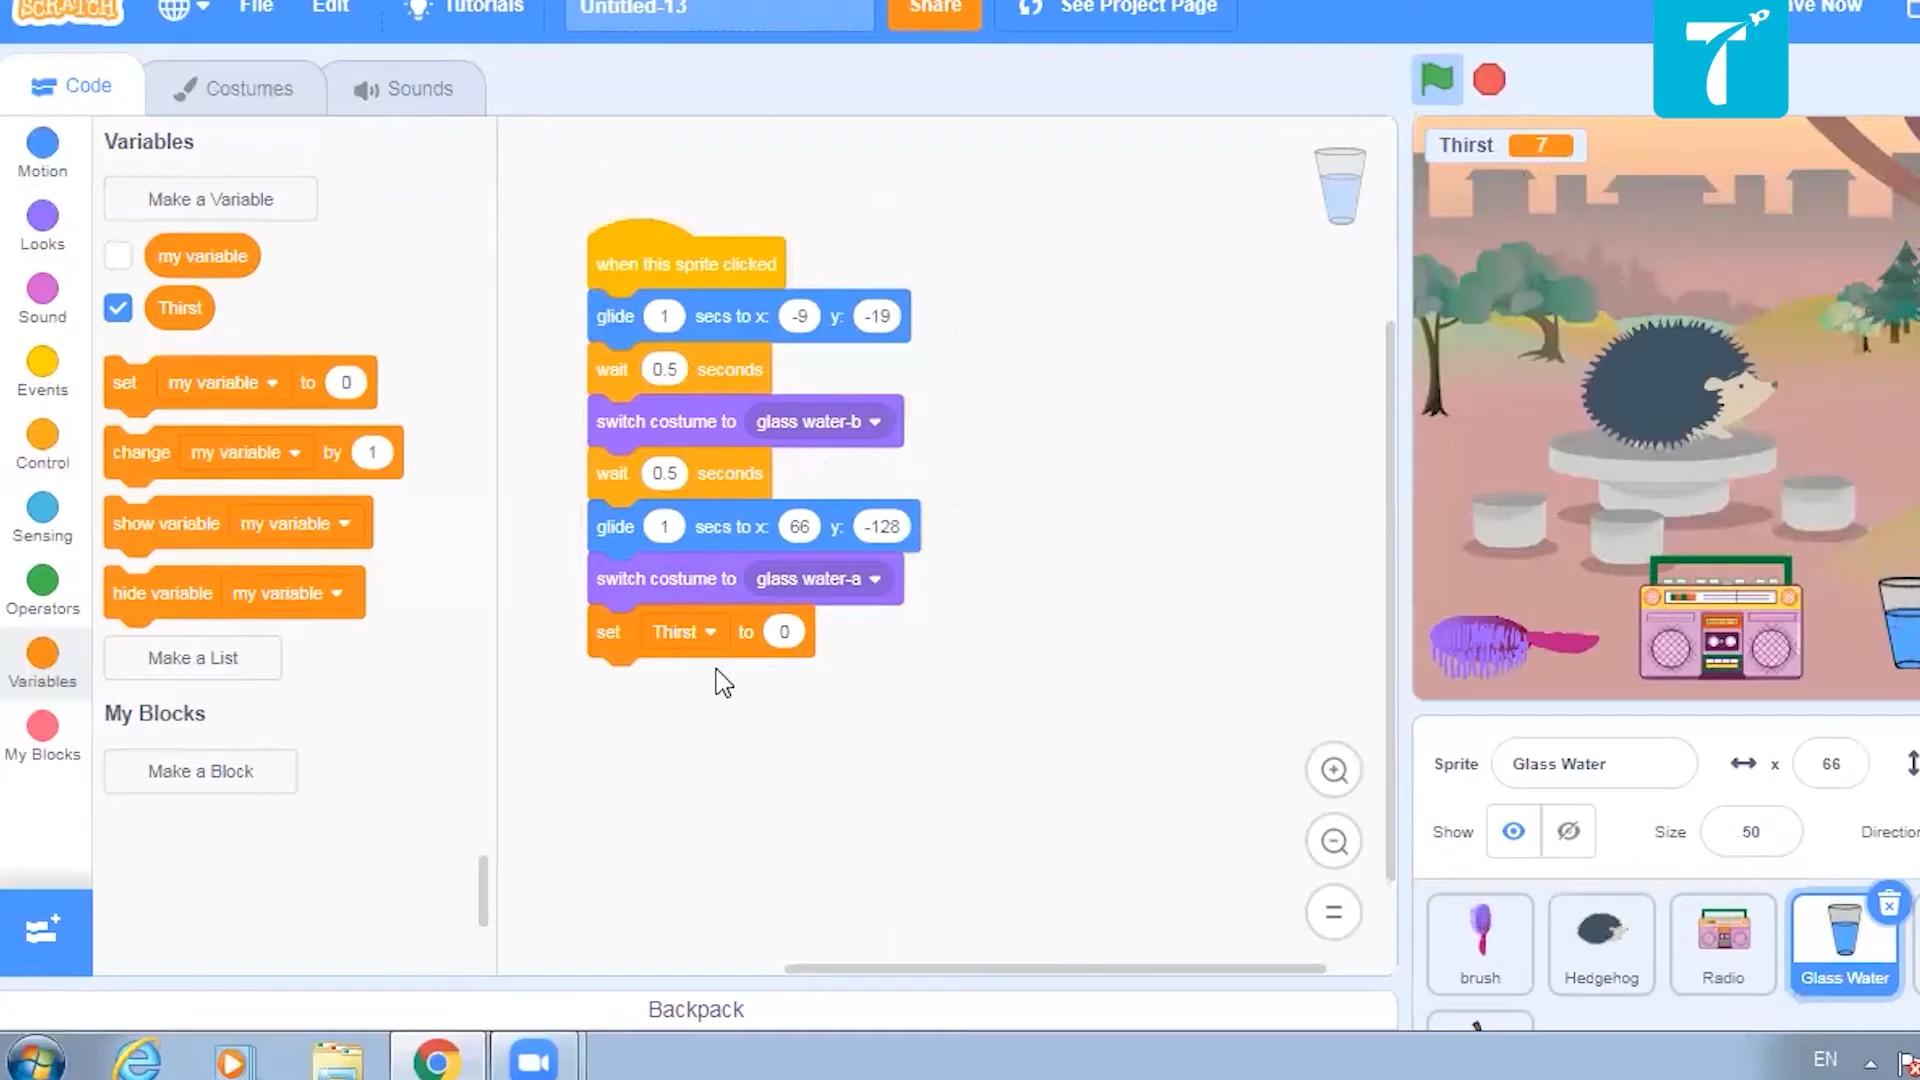 SCRATCH
File
Edit
Tutorials
Untitled-13
Share
See Project Page
ave Now
Code
Costumes
Sounds
Motion
Looks
Sound
Events
Control
Sensing
Operators
Variables
My Blocks
Variables
Make a Variable
my variable
Thirst
set my variable to 0
change my variable by 1
show variable my variable
hide variable my variable
Make a List
My Blocks
Make a Block
when this sprite clicked
glide 1 secs to x: -9 y: -19
wait 0.5 seconds
switch costume to glass water-b
wait 0.5 seconds
glide 1 secs to x: 66 y: -128
switch costume to glass water-a
set Thirst to 0
Backpack
Thirst 7
Sprite Glass Water x 66
Show Size 50 Direction
brush
Hedgehog
Radio
Glass Water
EN